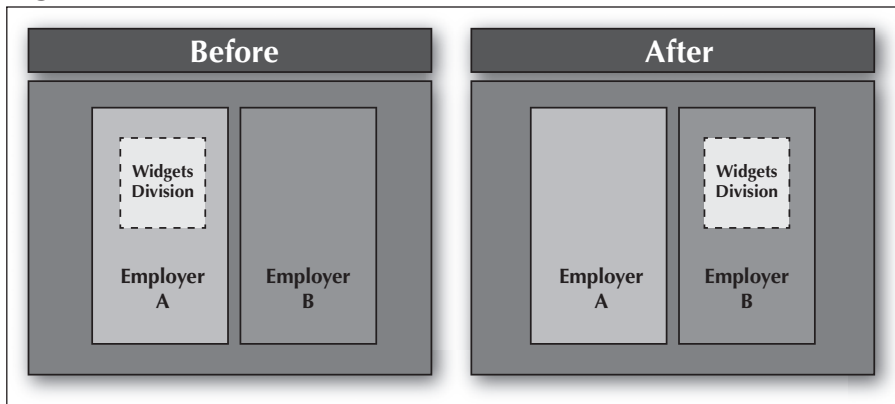 Before
Widgets
Division
Employer
A
Employer
B
After
Widgets
Division
Employer
A
Employer
B